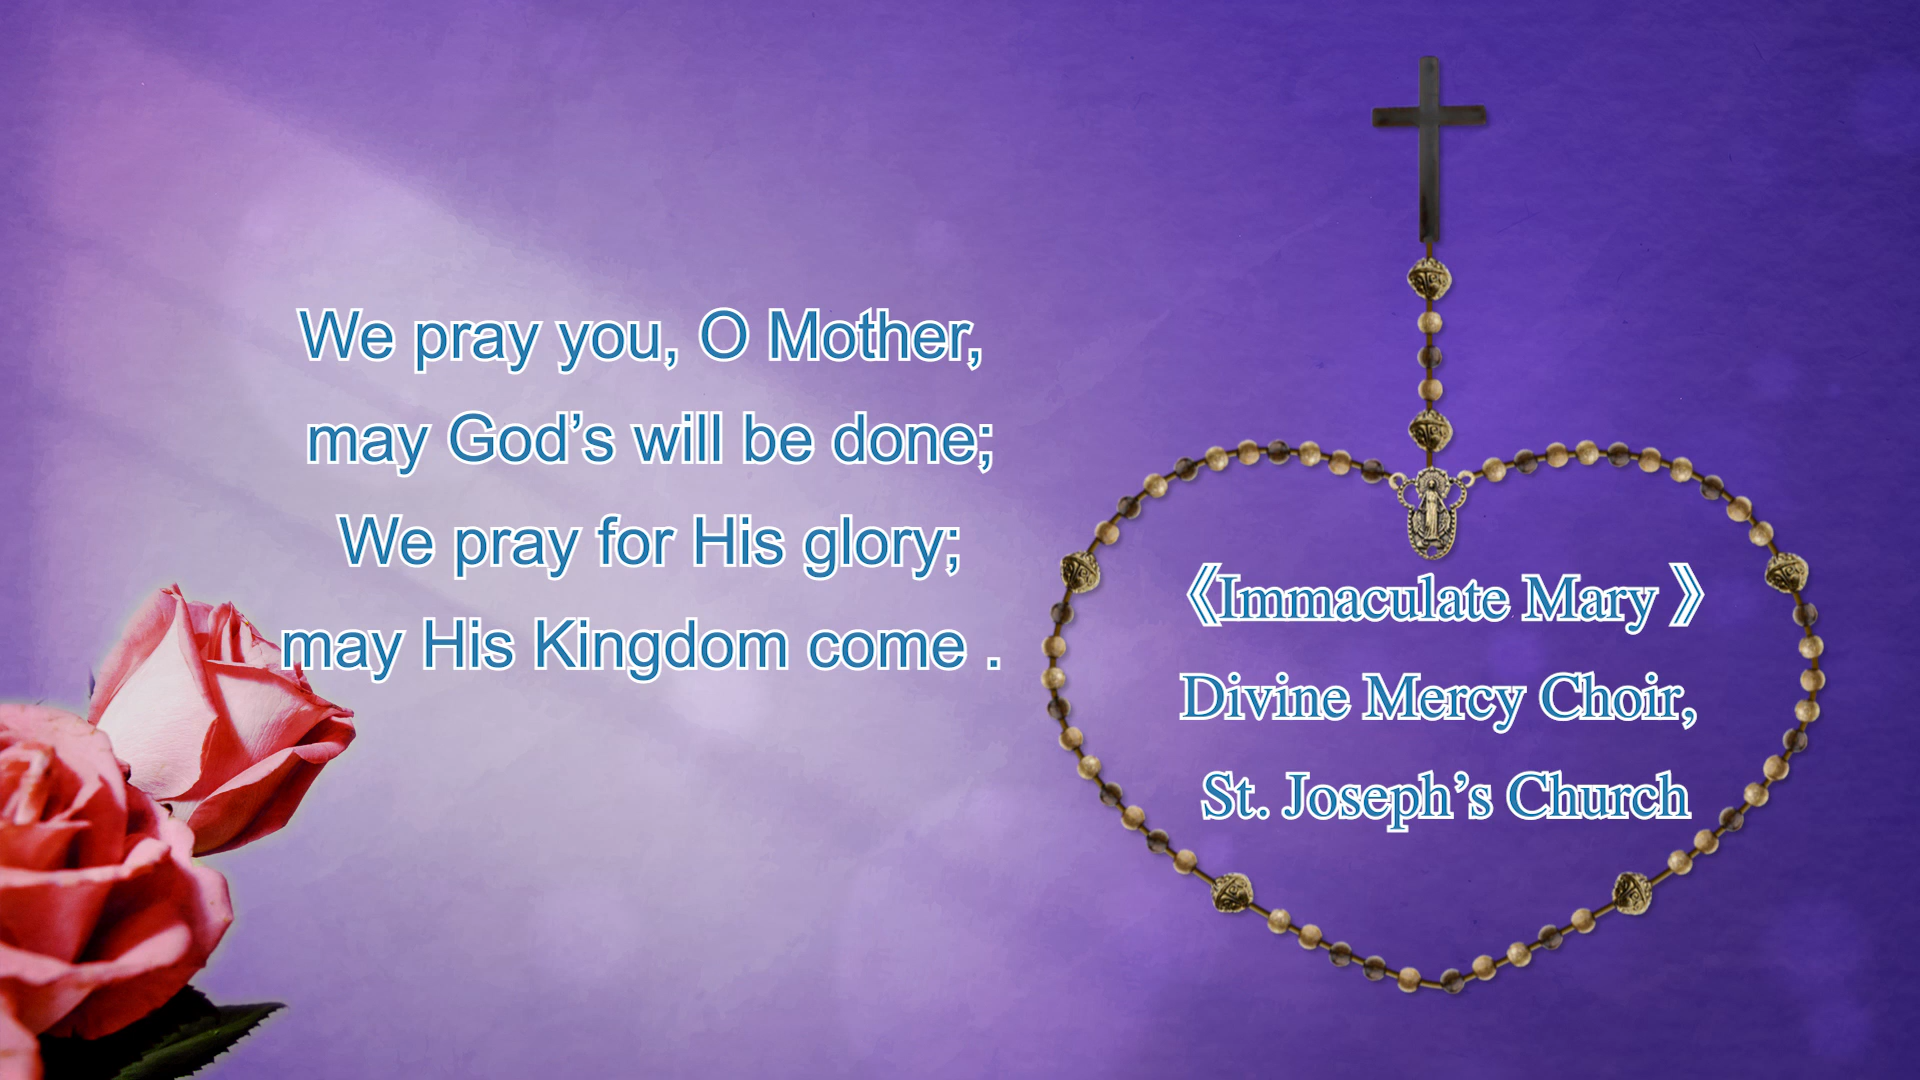 We pray you, O Mother,
may God’s will be done;
We pray for His glory;
may His Kingdom come .
《Immaculate Mary 》
Divine Mercy Choir,
St. Joseph’s Church